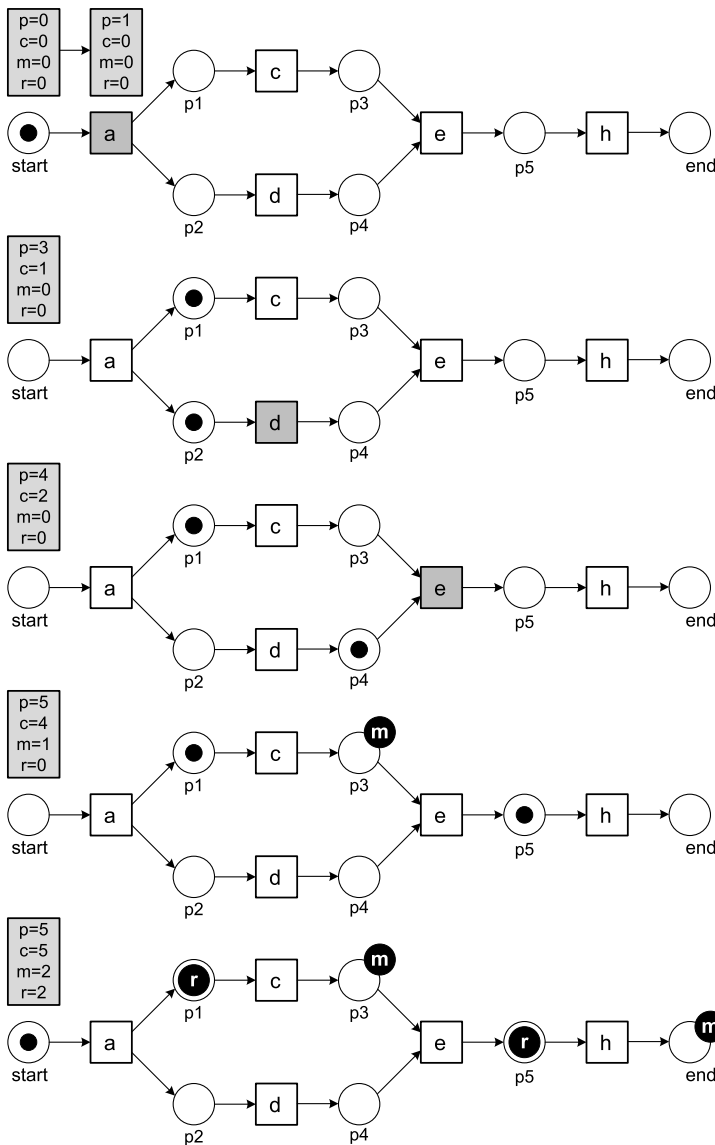 p=0 p=1
c=0 c=0
m=0 m=0
r=0 r=0
p1 c p3
start a e p5 h end
p2 d p4
p=3
c=1
m=0
r=0
p1 c p3
start a e p5 h end
p2 d p4
p=4
c=2
m=0
r=0
p1 c p3
start a e p5 h end
p2 d p4
p=5
c=4
m=1
r=0
m
p1 c p3
start a e p5 h end
p2 d p4
p=5
c=5
m=2
r=2
m
r
p1 c p3
m
start a e r p5 h end
p2 d p4